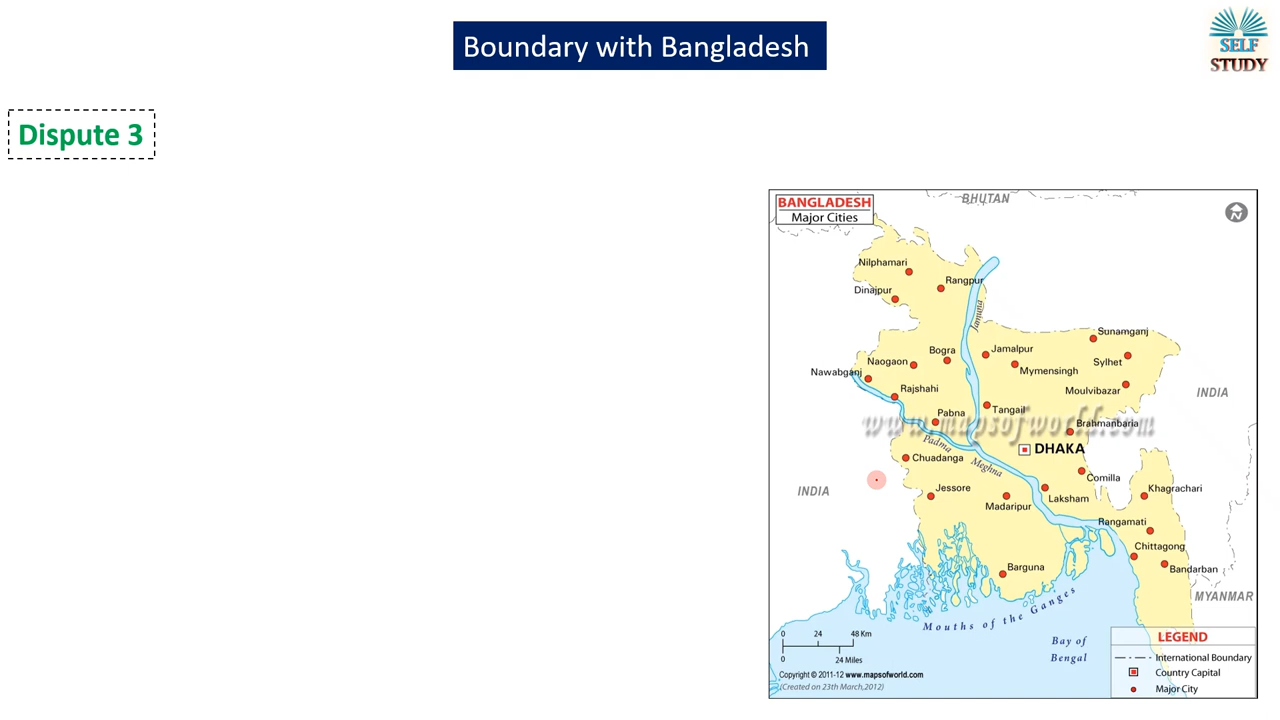 Boundary with Bangladesh
SELF
STUDY
Dispute 3
BHUTAN
BANGLADESH
Major Cities
N
Nilphamari
Rangpur
Dinajpur
Jamuna
Sunamganj
Bogra
Jamalpur
Naogaon
Sylhet
Nawabganj
Mymensingh
Rajshahi
Moulvibazar
INDIA
Pabna
Tangail
www.mapsofworld.com
Brahmanbaria
Padma
DHAKA
Chuadanga
Meghna
Comilla
INDIA
Jessore
Khagrachari
Laksham
Madaripur
Rangamati
Chittagong
Barguna
Bandarban
MYANMAR
Mouths of the Ganges
Bay of
Bengal
0 24 48 Km
0 24 Miles
LEGEND
International Boundary
Country Capital
Major City
Copyright © 2011-12 www.mapsofworld.com
(Created on 23th March,2012)